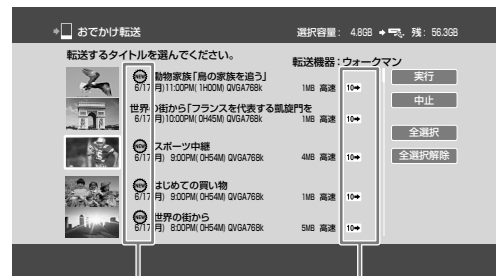 おでかけ転送
選択容量: 4.8GB 残: 56.3GB
転送するタイトルを選んでください。
転送機器:ウォークマン
NEW 動物家族「鳥の家族を追う」
6/17 月)11:00PM( 1H00M) QVGA768k 1MB 高速 10
世界の街から「フランスを代表する凱旋門を
6/17 月)10:00PM( 0H54M) QVGA768k 1MB 高速 10
NEW スポーツ中継
6/17 月) 9:00PM( 0H54M) QVGA768k 4MB 高速 10
NEW はじめての買い物
6/17 月) 9:00PM( 0H54M) QVGA768k 1MB 高速 10
NEW 世界の街から
6/17 月) 8:00PM( 0H54M) QVGA768k 5MB 高速 10
実行
中止
全選択
全選択解除